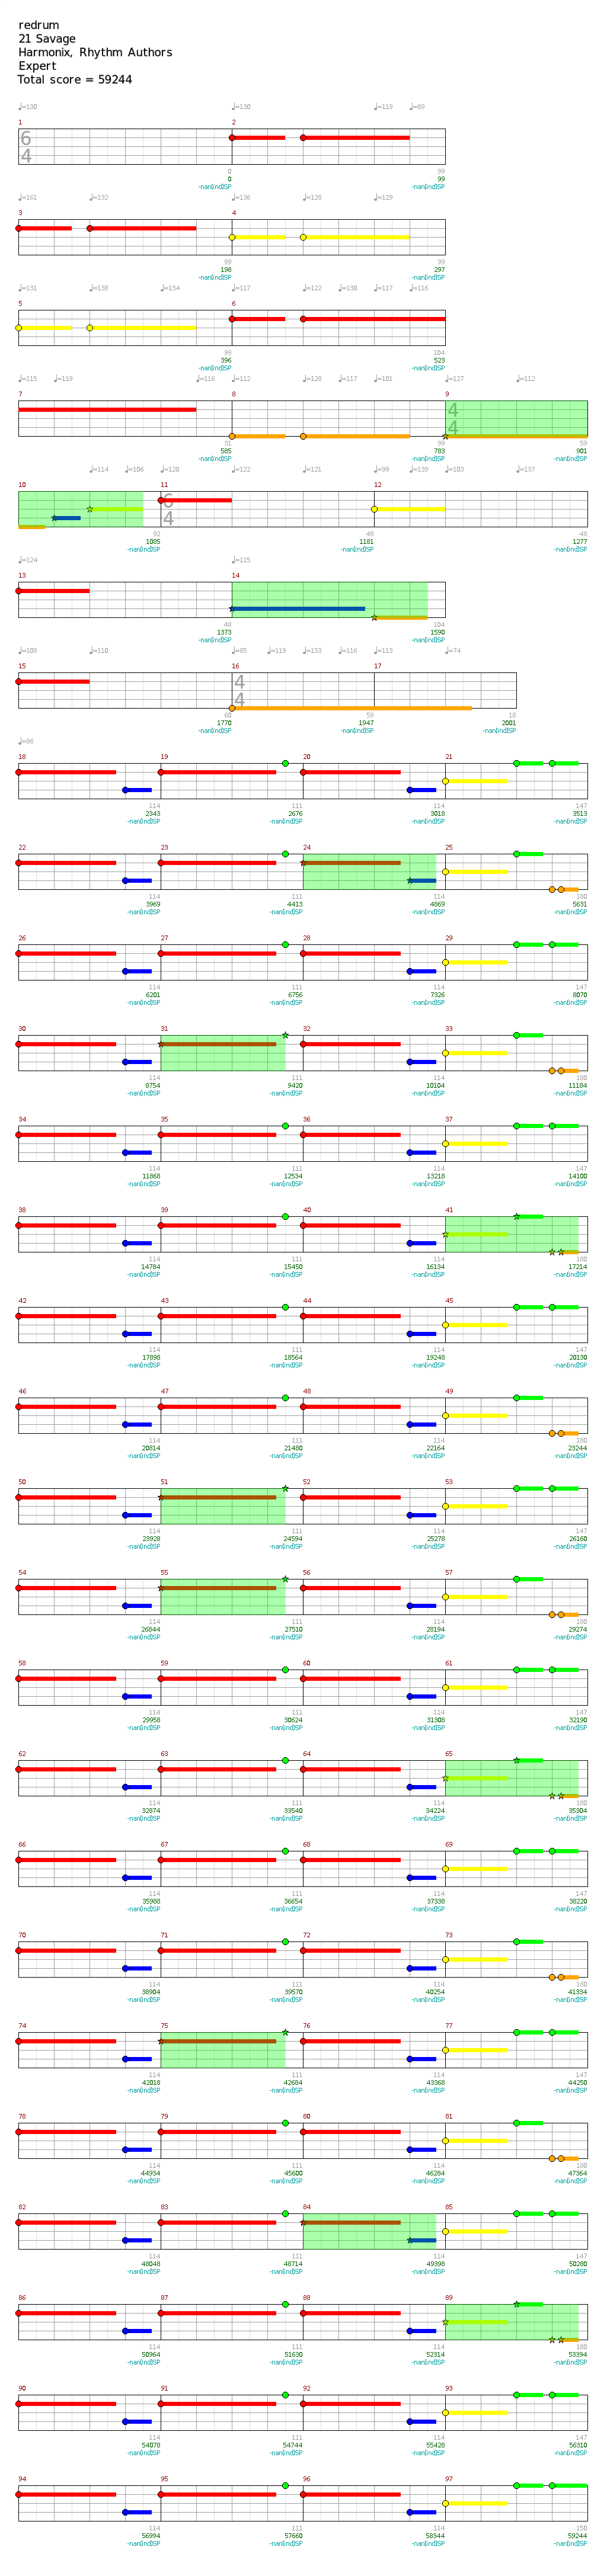 redrum
21 Savage
Harmonix, Rhythm Authors
Expert
Total score = 59244
♩=130 ♩=130 ♩=119 ♩=89
1 2
6
4
0 99
0 99
-nan(ind)SP -nan(ind)SP
♩=161 ♩=132 ♩=136 ♩=128 ♩=129
3 4
99 99
198 297
-nan(ind)SP -nan(ind)SP
♩=131 ♩=138 ♩=134 ♩=117 ♩=122 ♩=130 ♩=117 ♩=116
5 6
99 104
396 523
-nan(ind)SP -nan(ind)SP
♩=115 ♩=119 ♩=116 ♩=112 ♩=128 ♩=117 ♩=101 ♩=127 ♩=112
7 8 9
4
4
31 99 59
585 783 901
-nan(ind)SP -nan(ind)SP -nan(ind)SP
♩=114 ♩=106 ♩=120 ♩=122 ♩=121 ♩=99 ♩=139 ♩=103 ♩=137
10 11 12
6
4
92 48 48
1085 1181 1277
-nan(ind)SP -nan(ind)SP -nan(ind)SP
♩=124 ♩=115
13 14
48 104
1373 1590
-nan(ind)SP -nan(ind)SP
♩=109 ♩=110 ♩=85 ♩=119 ♩=153 ♩=116 ♩=113 ♩=74
15 16 17
4
4
60 59 18
1770 1947 2001
-nan(ind)SP -nan(ind)SP -nan(ind)SP
♩=86
18 19 20 21
114 111 114 147
2343 2676 3018 3513
-nan(ind)SP -nan(ind)SP -nan(ind)SP -nan(ind)SP
22 23 24 25
114 111 114 180
3969 4413 4869 5631
-nan(ind)SP -nan(ind)SP -nan(ind)SP -nan(ind)SP
26 27 28 29
114 111 114 147
6201 6756 7326 8070
-nan(ind)SP -nan(ind)SP -nan(ind)SP -nan(ind)SP
30 31 32 33
114 111 114 180
8754 9420 10104 11184
-nan(ind)SP -nan(ind)SP -nan(ind)SP -nan(ind)SP
34 35 36 37
114 111 114 147
11868 12534 13218 14100
-nan(ind)SP -nan(ind)SP -nan(ind)SP -nan(ind)SP
38 39 40 41
114 111 114 180
14784 15450 16134 17214
-nan(ind)SP -nan(ind)SP -nan(ind)SP -nan(ind)SP
42 43 44 45
114 111 114 147
17898 18564 19248 20130
-nan(ind)SP -nan(ind)SP -nan(ind)SP -nan(ind)SP
46 47 48 49
114 111 114 180
20814 21480 22164 23244
-nan(ind)SP -nan(ind)SP -nan(ind)SP -nan(ind)SP
50 51 52 53
114 111 114 147
23928 24594 25278 26160
-nan(ind)SP -nan(ind)SP -nan(ind)SP -nan(ind)SP
54 55 56 57
114 111 114 180
26844 27510 28194 29274
-nan(ind)SP -nan(ind)SP -nan(ind)SP -nan(ind)SP
58 59 60 61
114 111 114 147
29958 30624 31308 32190
-nan(ind)SP -nan(ind)SP -nan(ind)SP -nan(ind)SP
62 63 64 65
114 111 114 180
32874 33540 34224 35304
-nan(ind)SP -nan(ind)SP -nan(ind)SP -nan(ind)SP
66 67 68 69
114 111 114 147
35988 36654 37338 38220
-nan(ind)SP -nan(ind)SP -nan(ind)SP -nan(ind)SP
70 71 72 73
114 111 114 180
38904 39570 40254 41334
-nan(ind)SP -nan(ind)SP -nan(ind)SP -nan(ind)SP
74 75 76 77
114 111 114 147
42018 42684 43368 44250
-nan(ind)SP -nan(ind)SP -nan(ind)SP -nan(ind)SP
78 79 80 81
114 111 114 180
44934 45600 46284 47364
-nan(ind)SP -nan(ind)SP -nan(ind)SP -nan(ind)SP
82 83 84 85
114 111 114 147
48048 48714 49398 50280
-nan(ind)SP -nan(ind)SP -nan(ind)SP -nan(ind)SP
86 87 88 89
114 111 114 180
50964 51630 52314 53394
-nan(ind)SP -nan(ind)SP -nan(ind)SP -nan(ind)SP
90 91 92 93
114 111 114 147
54078 54744 55428 56310
-nan(ind)SP -nan(ind)SP -nan(ind)SP -nan(ind)SP
94 95 96 97
114 111 114 150
56994 57660 58344 59244
-nan(ind)SP -nan(ind)SP -nan(ind)SP -nan(ind)SP